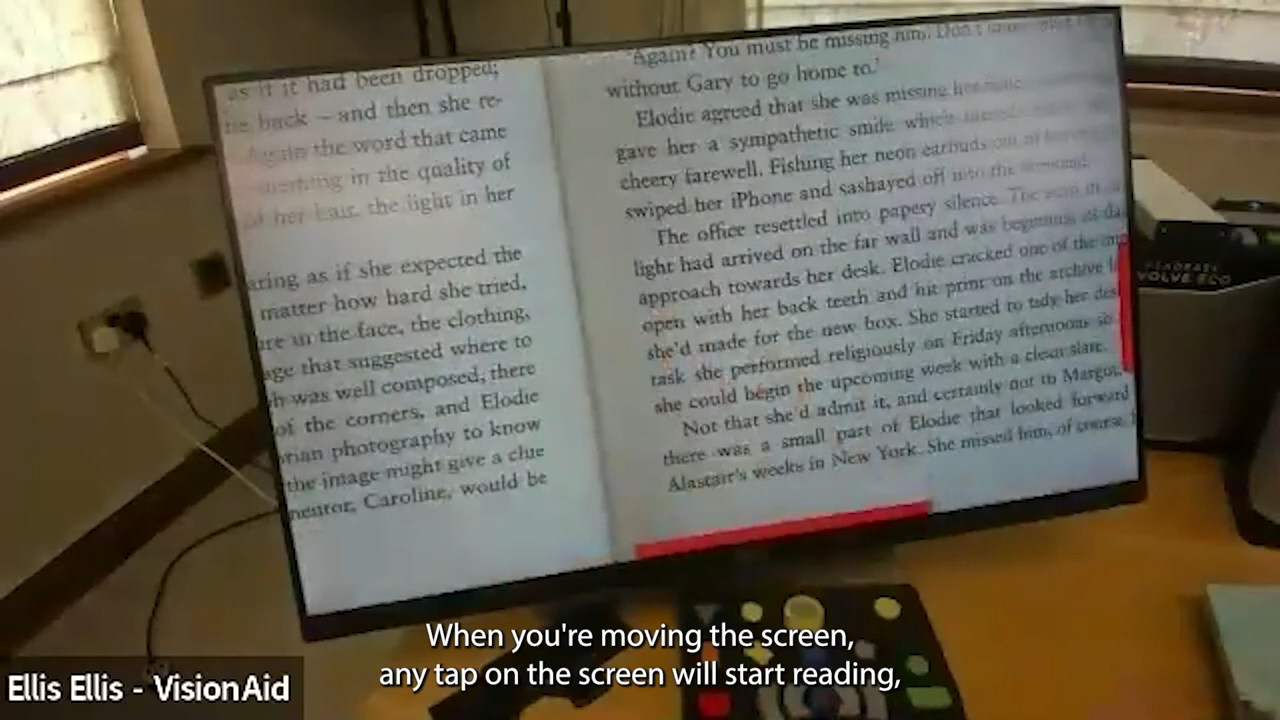 as if it had been dropped;
back – and then she re-
the word that came
in the quality of
her hair, the light in her
as if she expected the
matter how hard she tried,
in the face, the clothing,
that suggested where to
was well composed, there
of the corners, and Elodie
photography to know
the image might give a clue
Caroline, would be
'Again? You must be missing him.
without Gary to go home to.'
Elodie agreed that she was missing
gave her a sympathetic smile which
cheery farewell. Fishing her neon earbuds out of
swiped her iPhone and sashayed off into the
The office resettled into papery silence. The
light had arrived on the far wall and was beginning its
approach towards her desk. Elodie cracked one of the
open with her back teeth and hit print on the archive
she'd made for the new box. She started to tidy her
task she performed religiously on Friday afternoons so
she could begin the upcoming week with a clean slate.
Not that she'd admit it, and certainly not to Margot,
there was a small part of Elodie that looked forward
Alastair's weeks in New York. She missed him, of course,
VOLVE ECO
When you're moving the screen,
any tap on the screen will start reading,
Ellis Ellis - VisionAid